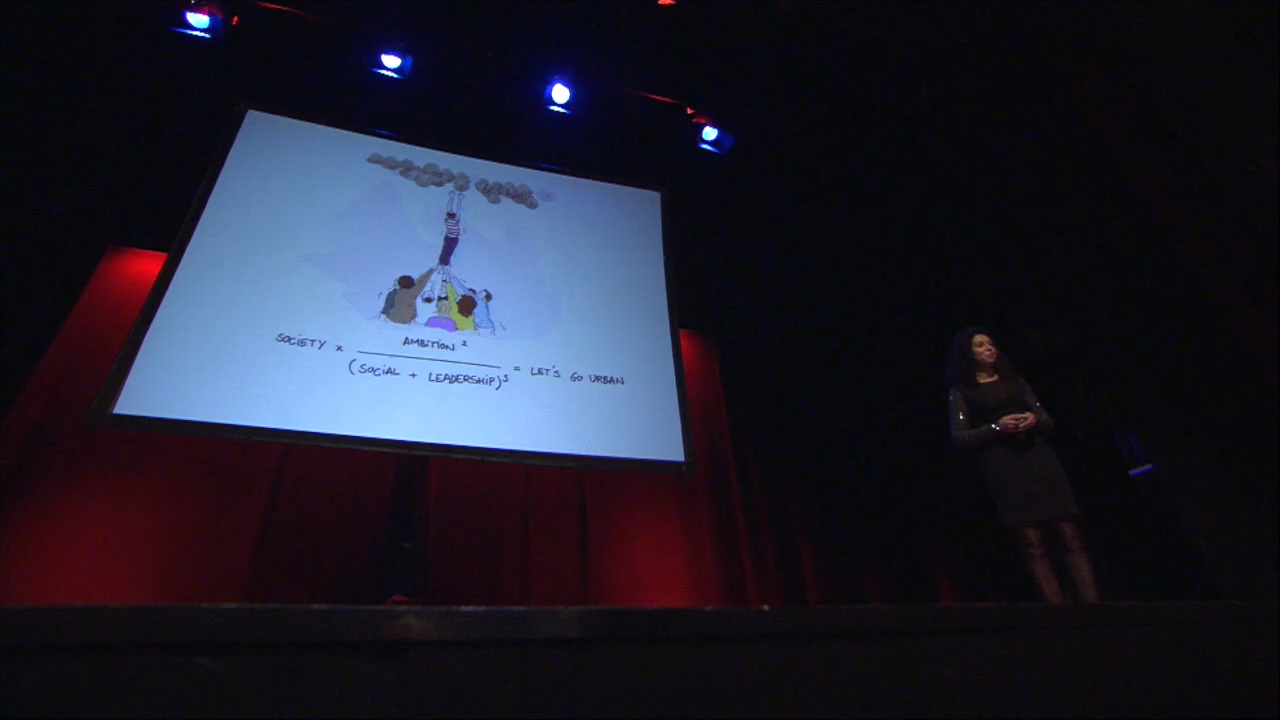 AMBITION ²
SOCIETY x ──────── = LET'S GO URBAN
(SOCIAL + LEADERSHIP)³